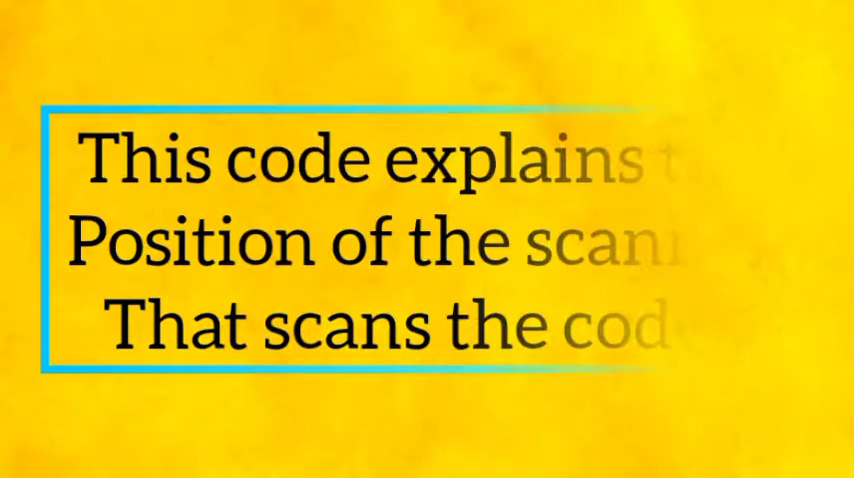 This code explains
Position of the
That scans the